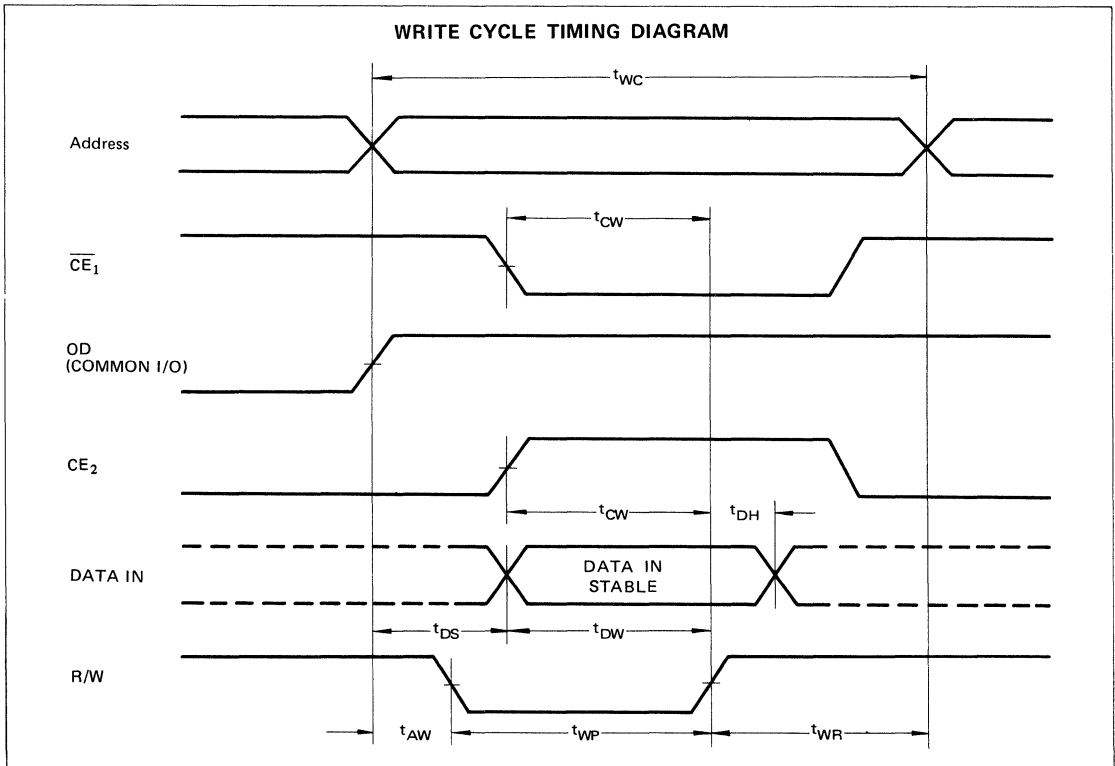 WRITE CYCLE TIMING DIAGRAM
tWC
Address
tCW
CE1
OD
(COMMON I/O)
CE2
tCW
tDH
DATA IN
DATA IN
STABLE
tDS
tDW
R/W
tAW
tWP
tWR